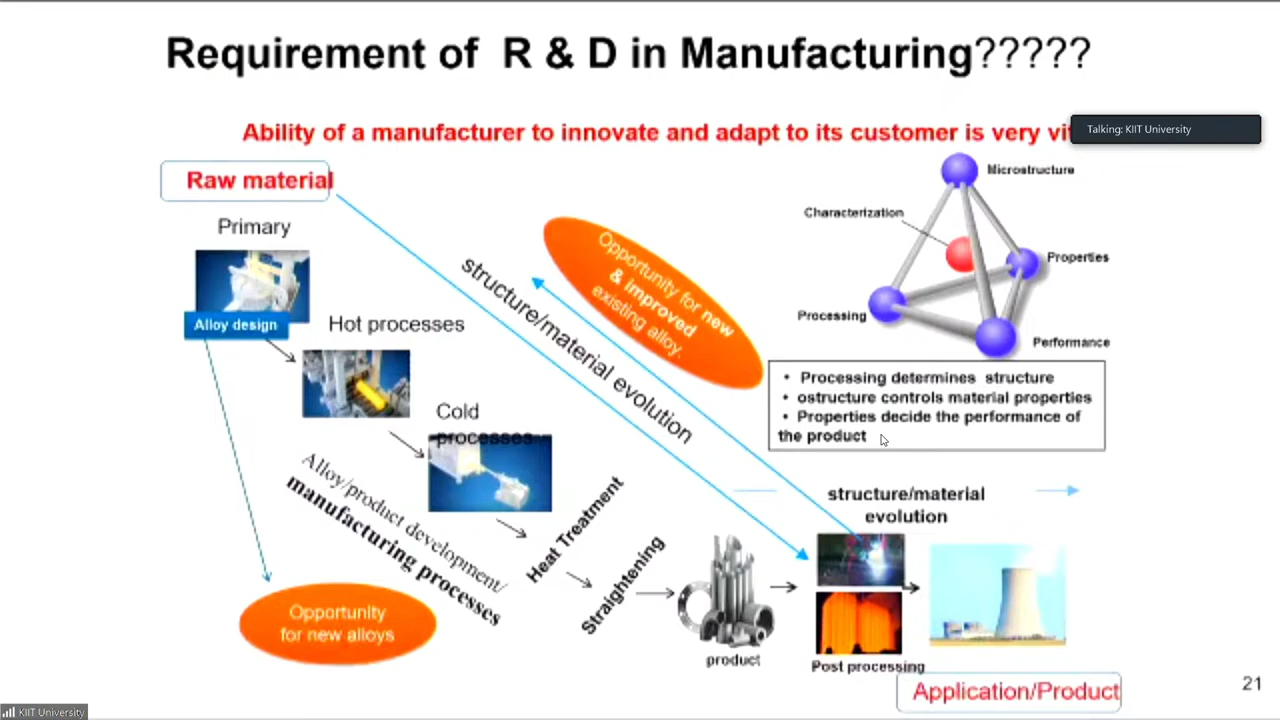 Requirement of R & D in Manufacturing?????
Ability of a manufacturer to innovate and adapt to its customer is very
Talking: KIIT University
Raw material
Primary
Alloy design
Hot processes
Cold
processes
structure/material evolution
Opportunity for new
& improved
existing alloy.
Microstructure
Characterization
Properties
Processing
Performance
• Processing determines structure
• ostructure controls material properties
• Properties decide the performance of
the product
structure/material
evolution
Alloy/product development/
manufacturing processes
Heat Treatment
Straightening
Opportunity
for new alloys
product
Post processing
Application/Product
21
KIIT University